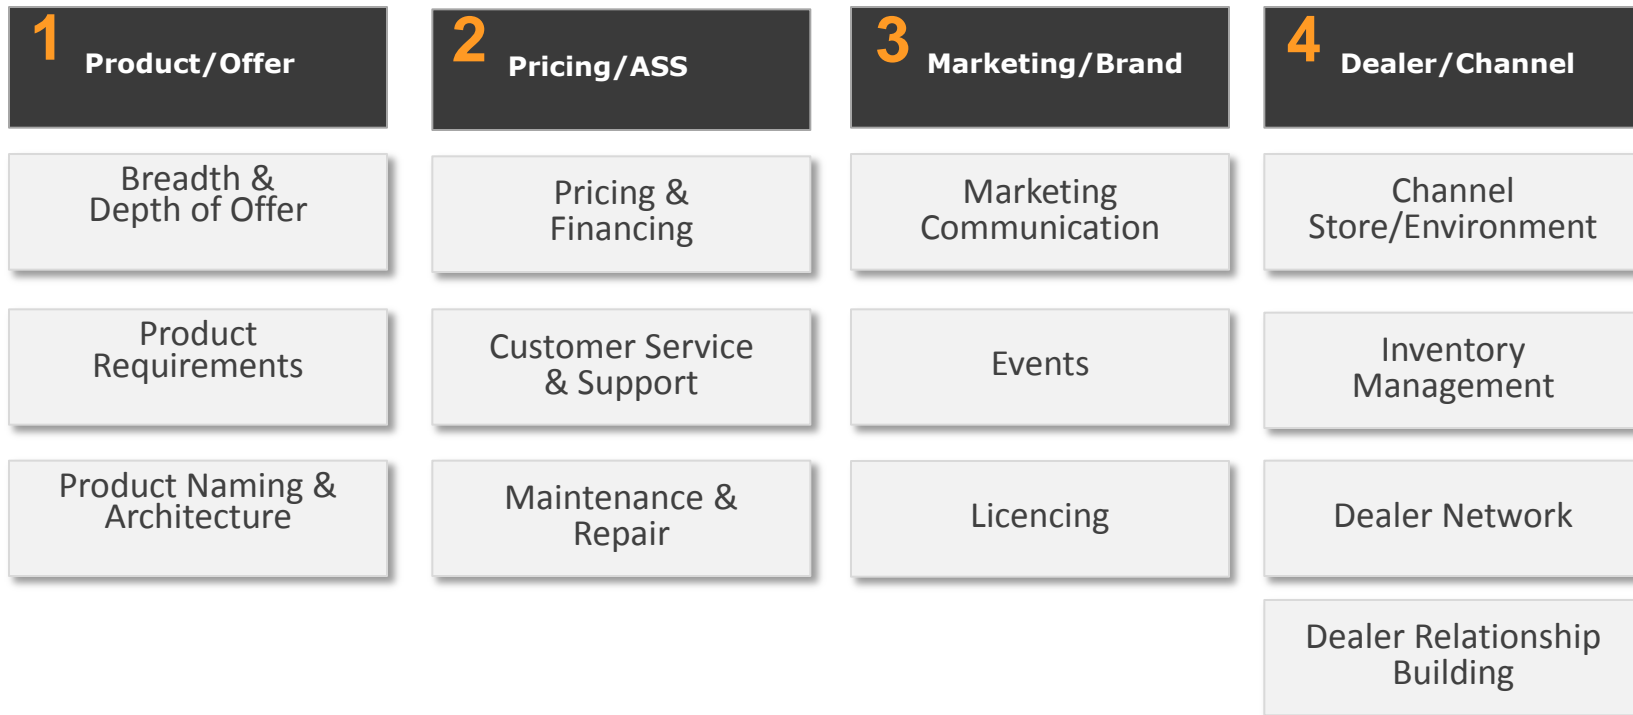 1
Product/Offer
Breadth &
Depth of Offer
Product
Requirements
Product Naming &
Architecture
2
Pricing/ASS
Pricing &
Financing
Customer Service
& Support
Maintenance &
Repair
3
Marketing/Brand
Marketing
Communication
Events
Licencing
4
Dealer/Channel
Channel
Store/Environment
Inventory
Management
Dealer Network
Dealer Relationship
Building